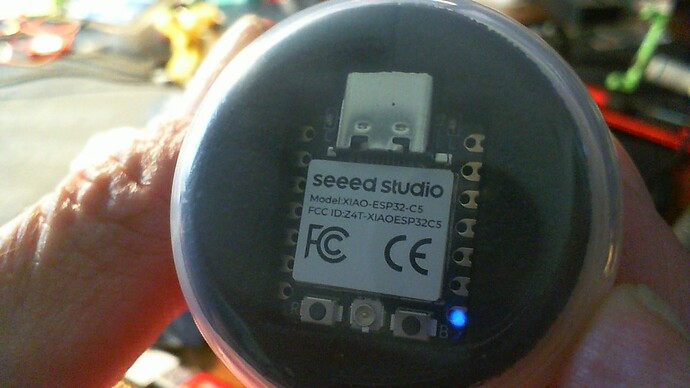 seeed studio
Model:XIAO-ESP32-C5
FCC ID:Z4T-XIAOESP32C5
FC CE
R B